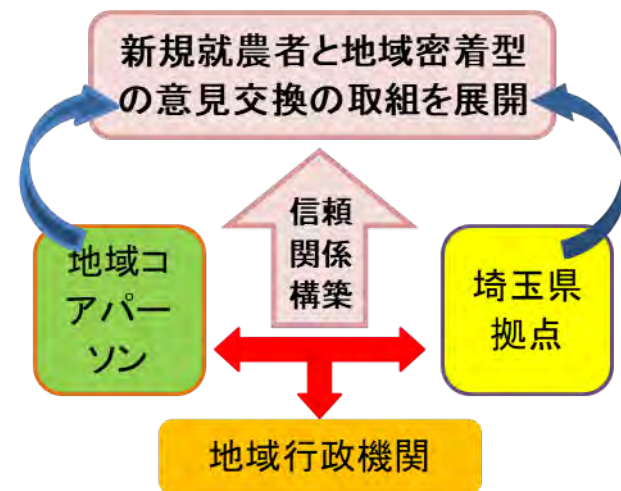 新規就農者と地域密着型
の意見交換の取組を展開
信頼
関係
構築
地域コ
アパー
ソン
埼玉県
拠点
地域行政機関